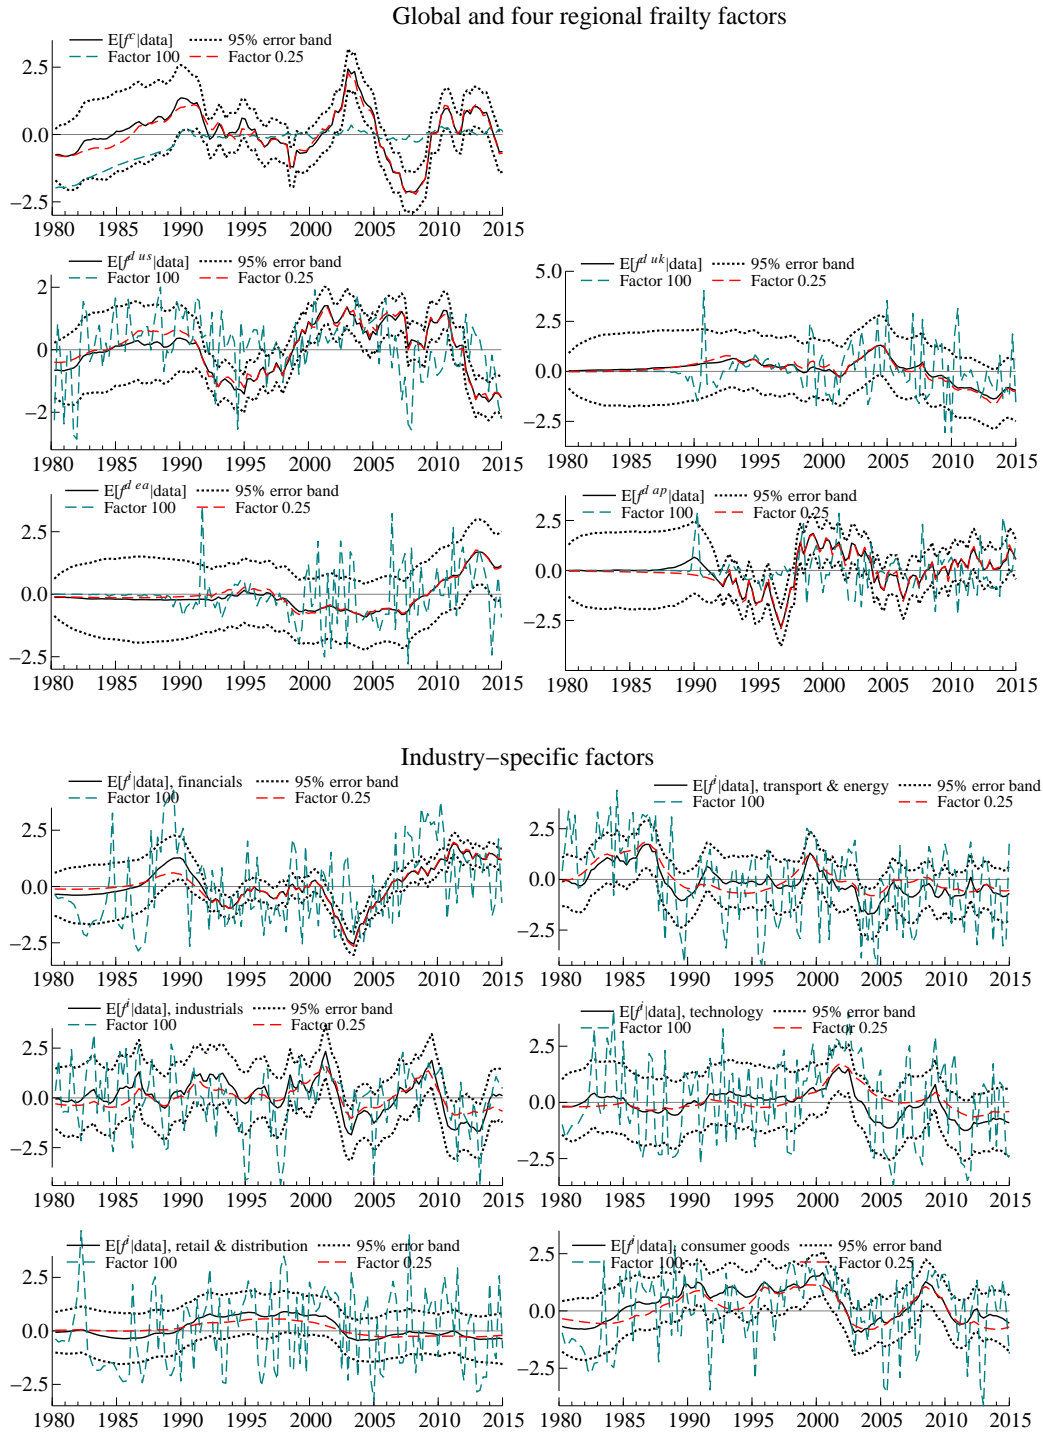 Global and four regional frailty factors
E[f^c|data] 95% error band
Factor 100 Factor 0.25
2.5
0.0
−2.5
1980 1985 1990 1995 2000 2005 2010 2015
E[f^d us|data] 95% error band
Factor 100 Factor 0.25
2
0
−2
1980 1985 1990 1995 2000 2005 2010 2015
5.0 E[f^d uk|data] 95% error band
Factor 100 Factor 0.25
2.5
0.0
−2.5
1980 1985 1990 1995 2000 2005 2010 2015
E[f^d ea|data] 95% error band
Factor 100 Factor 0.25
2.5
0.0
−2.5
1980 1985 1990 1995 2000 2005 2010 2015
E[f^d ap|data] 95% error band
2.5 Factor 100 Factor 0.25
0.0
−2.5
1980 1985 1990 1995 2000 2005 2010 2015
Industry−specific factors
E[f^i|data], financials 95% error band
Factor 100 Factor 0.25
2.5
0.0
−2.5
1980 1985 1990 1995 2000 2005 2010 2015
E[f^i|data], transport & energy 95% error band
Factor 100 Factor 0.25
2.5
0.0
−2.5
1980 1985 1990 1995 2000 2005 2010 2015
E[f^i|data], industrials 95% error band
Factor 100 Factor 0.25
2.5
0.0
−2.5
1980 1985 1990 1995 2000 2005 2010 2015
E[f^i|data], technology 95% error band
Factor 100 Factor 0.25
2.5
0.0
−2.5
1980 1985 1990 1995 2000 2005 2010 2015
E[f^i|data], retail & distribution 95% error band
Factor 100 Factor 0.25
2.5
0.0
−2.5
1980 1985 1990 1995 2000 2005 2010 2015
E[f^i|data], consumer goods 95% error band
2.5 Factor 100 Factor 0.25
0.0
−2.5
1980 1985 1990 1995 2000 2005 2010 2015